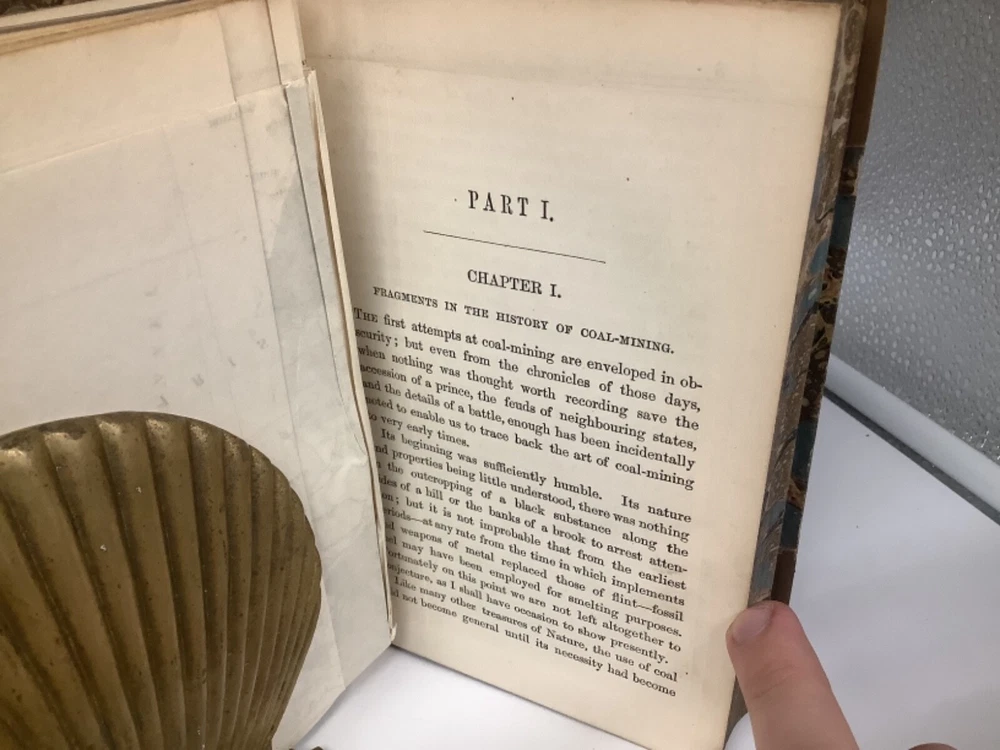 PART I.
CHAPTER I.
FRAGMENTS IN THE HISTORY OF COAL-MINING.
THE first attempts at coal-mining are enveloped in ob-
scurity; but even from the chronicles of those days,
when nothing was thought worth recording save the
accession of a prince, the feuds of neighbouring states,
and the details of a battle, enough has been incidentally
noted to enable us to trace back the art of coal-mining
to very early times.
Its beginning was sufficiently humble. Its nature
and properties being little understood, there was nothing
the outcropping of a black substance along the
of a hill or the banks of a brook to arrest atten-
but it is not improbable that from the earliest
—at any rate from the time in which implements
weapons of metal replaced those of flint—fossil
may have been employed for smelting purposes.
on this point we are not left altogether to
as I shall have occasion to show presently.
Like many other treasures of Nature, the use of coal
not become general until its necessity had become